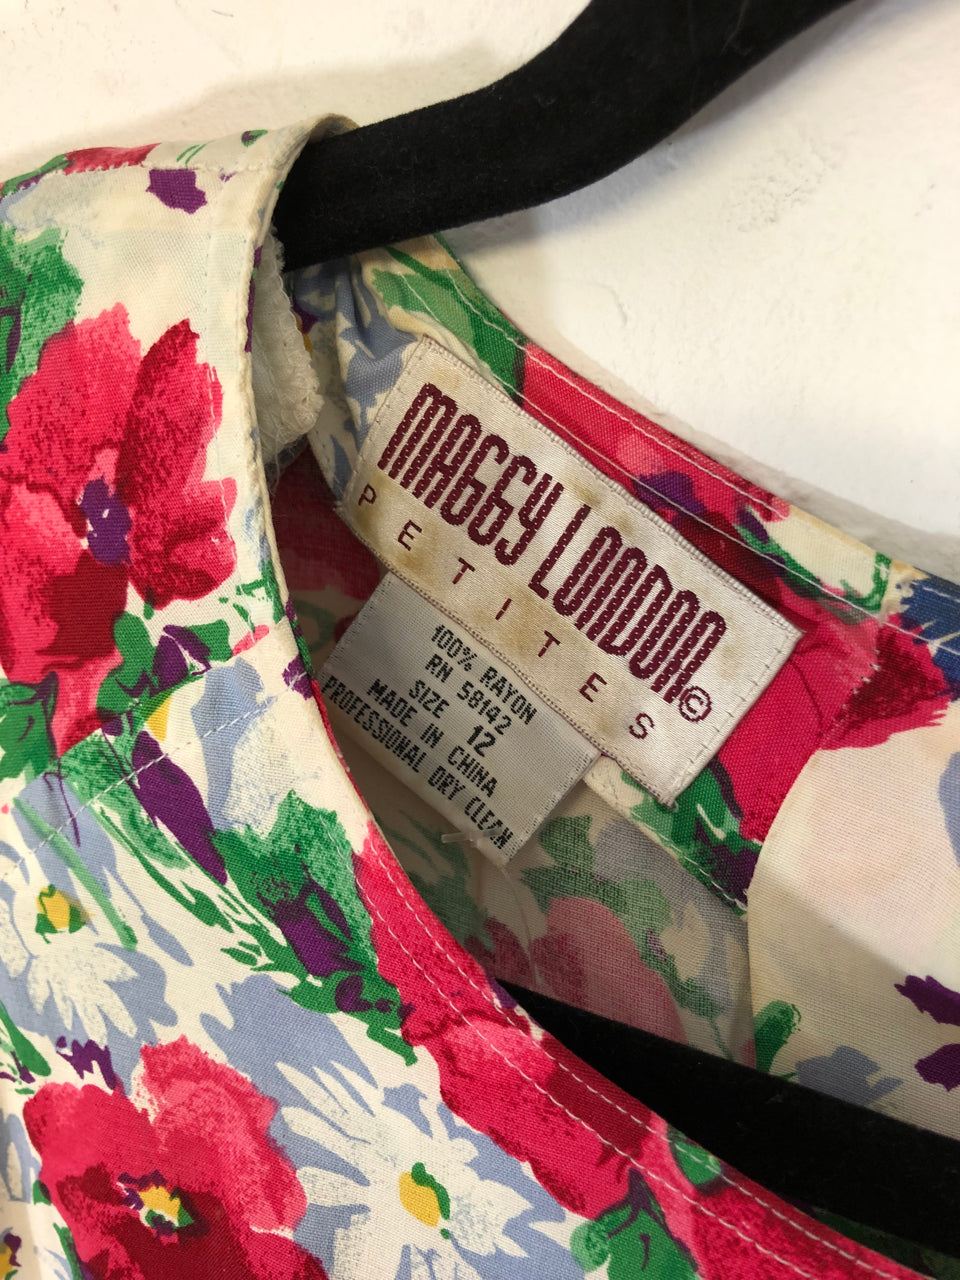 MAGGY LONDON©
PETITES
100% RAYON
RN 58142
SIZE 12
MADE IN CHINA
PROFESSIONAL DRY CLEAN